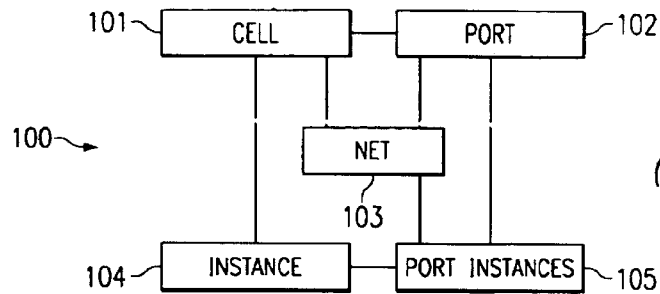 101 CELL PORT 102
100 NET
103
104 INSTANCE PORT INSTANCES 105